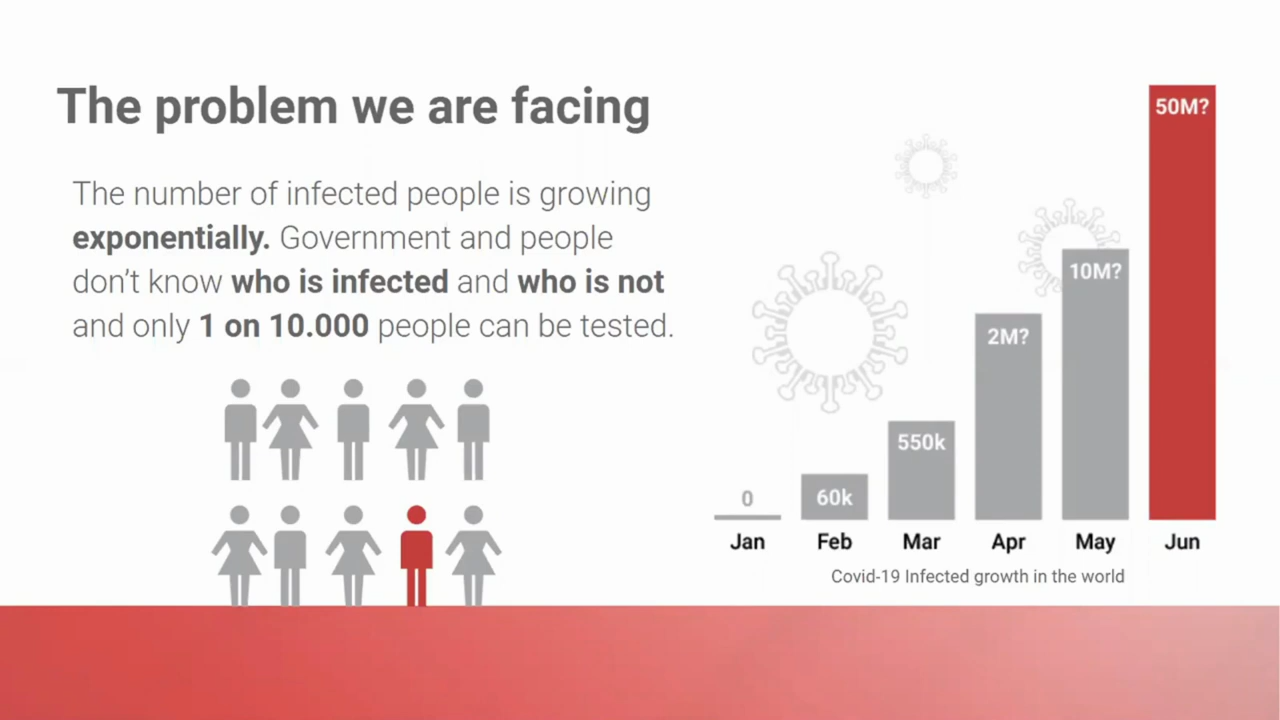 The problem we are facing
The number of infected people is growing
exponentially. Government and people
don't know who is infected and who is not
and only 1 on 10.000 people can be tested.
50M?
10M?
2M?
550k
60k
0
Jan Feb Mar Apr May Jun
Covid-19 Infected growth in the world